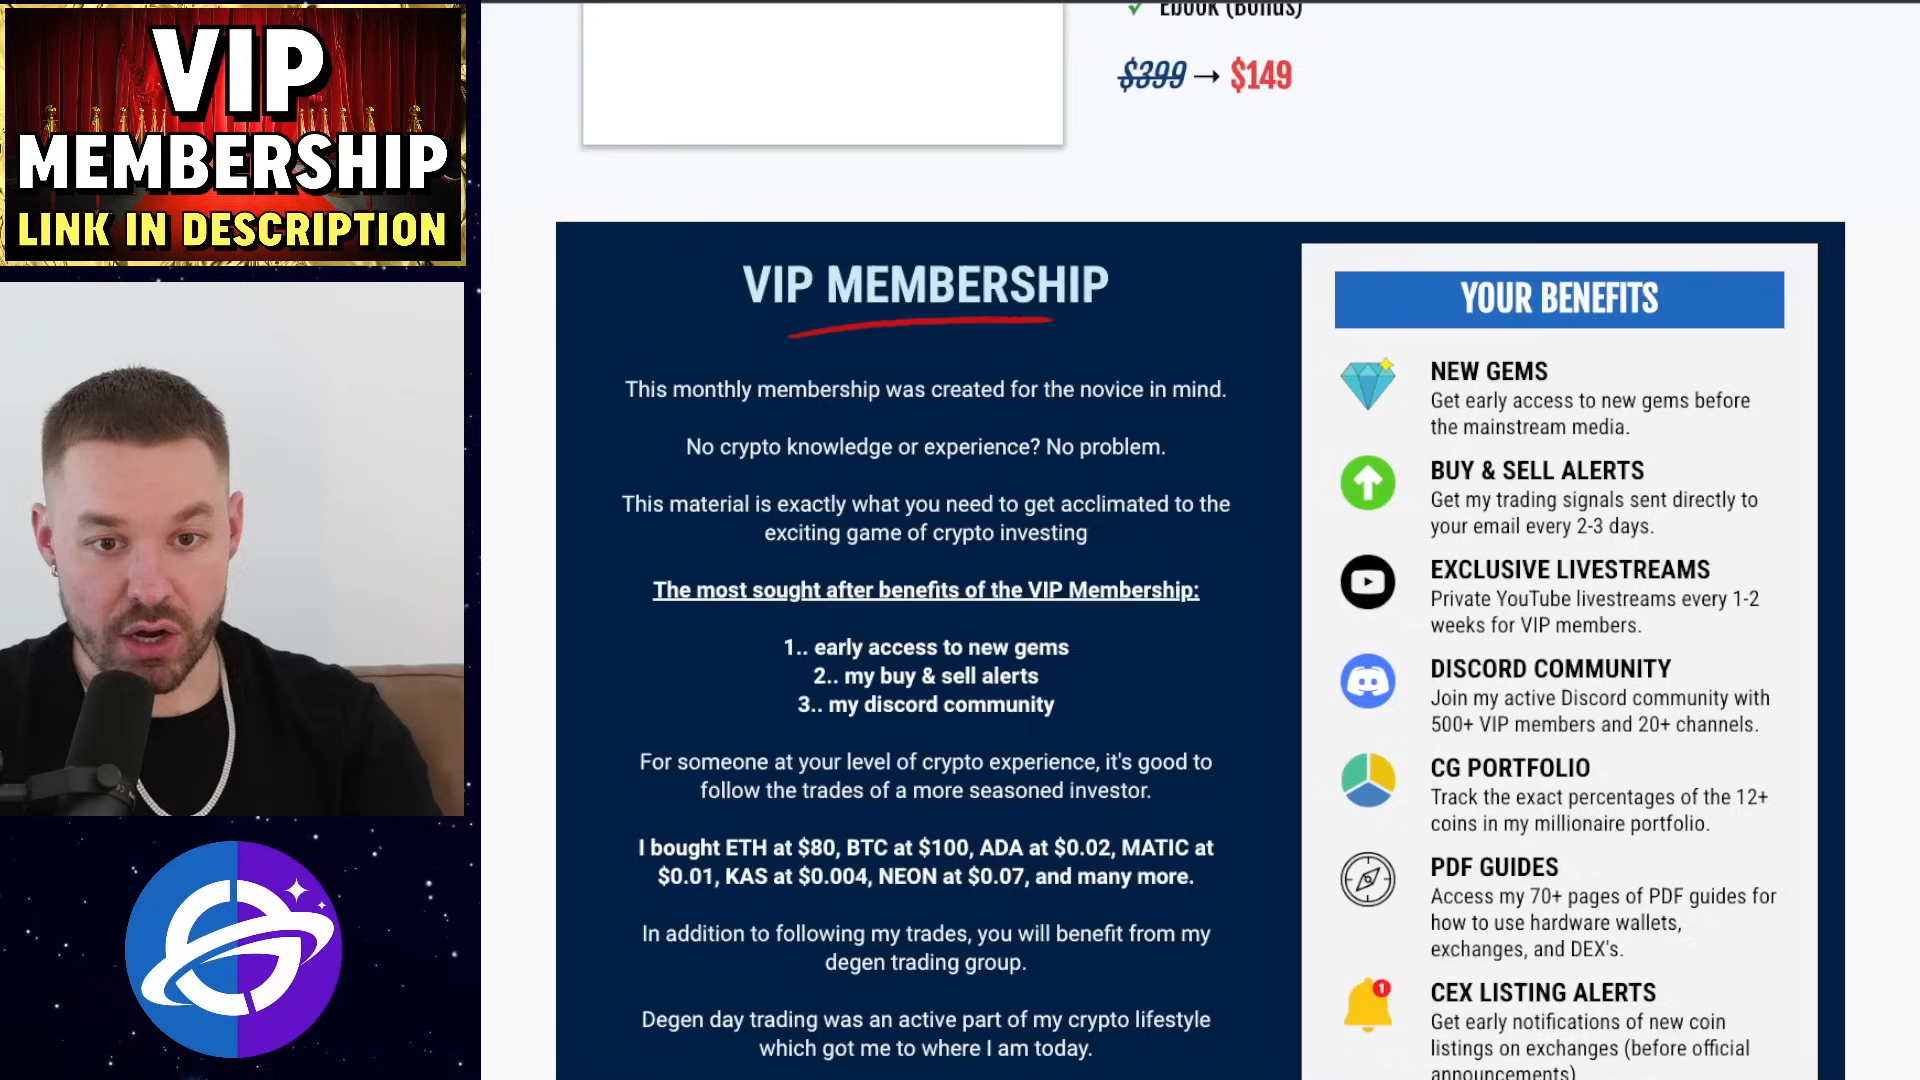 VIP
MEMBERSHIP
LINK IN DESCRIPTION
Ebook (Bonus)
$399 → $149
VIP MEMBERSHIP
This monthly membership was created for the novice in mind.
No crypto knowledge or experience? No problem.
This material is exactly what you need to get acclimated to the
exciting game of crypto investing
The most sought after benefits of the VIP Membership:
1.. early access to new gems
2.. my buy & sell alerts
3.. my discord community
For someone at your level of crypto experience, it's good to
follow the trades of a more seasoned investor.
I bought ETH at $80, BTC at $100, ADA at $0.02, MATIC at
$0.01, KAS at $0.004, NEON at $0.07, and many more.
In addition to following my trades, you will benefit from my
degen trading group.
Degen day trading was an active part of my crypto lifestyle
which got me to where I am today.
YOUR BENEFITS
NEW GEMS
Get early access to new gems before
the mainstream media.
BUY & SELL ALERTS
Get my trading signals sent directly to
your email every 2-3 days.
EXCLUSIVE LIVESTREAMS
Private YouTube livestreams every 1-2
weeks for VIP members.
DISCORD COMMUNITY
Join my active Discord community with
500+ VIP members and 20+ channels.
CG PORTFOLIO
Track the exact percentages of the 12+
coins in my millionaire portfolio.
PDF GUIDES
Access my 70+ pages of PDF guides for
how to use hardware wallets,
exchanges, and DEX's.
1
CEX LISTING ALERTS
Get early notifications of new coin
listings on exchanges (before official
announcements)